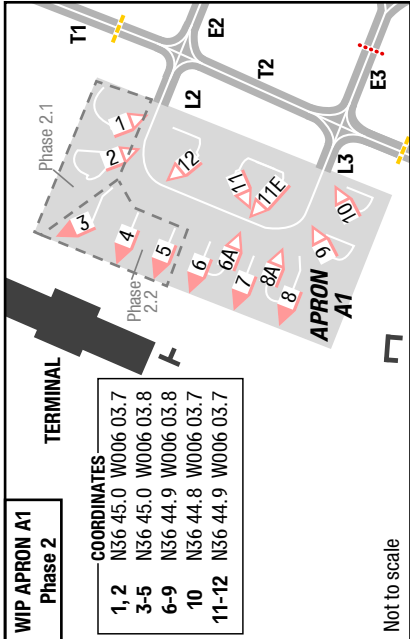 WIP APRON A1
Phase 2
TERMINAL
COORDINATES
1, 2 N36 45.0 W006 03.7
3-5 N36 45.0 W006 03.8
6-9 N36 44.9 W006 03.8
10 N36 44.8 W006 03.7
11-12 N36 44.9 W006 03.7
Not to scale
Phase 2.1
Phase
2.2
T1
E2
T2
E3
L2
L3
1
2
3
4
5
6
6A
7
8A
8
9
10
11
11E
12
APRON
A1